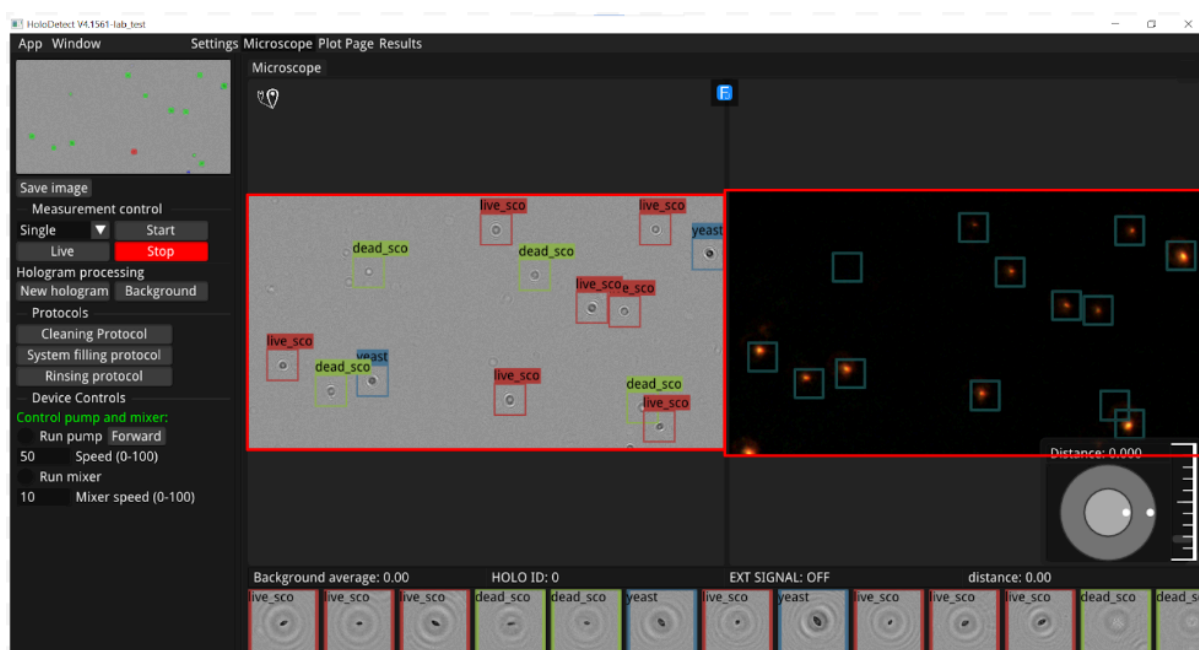 HoloDetect V4.1561-lab_test
App Window Settings Microscope Plot Page Results
Microscope
F
Save image
Measurement control
Single Start
Live Stop
Hologram processing
New hologram Background
Protocols
Cleaning Protocol
System filling protocol
Rinsing protocol
Device Controls
Control pump and mixer:
Run pump Forward
50 Speed (0-100)
Run mixer
10 Mixer speed (0-100)
live_sco live_sco
yeast
dead_sco dead_sco
live_sco e_sco
live_sco
yeast
dead_sco
live_sco
dead_sco
live_sco
Distance: 0.000
Background average: 0.00 HOLO ID: 0 EXT SIGNAL: OFF distance: 0.00
live_sco live_sco live_sco dead_sco dead_sco yeast live_sco yeast live_sco live_sco live_sco dead_sco dead_s